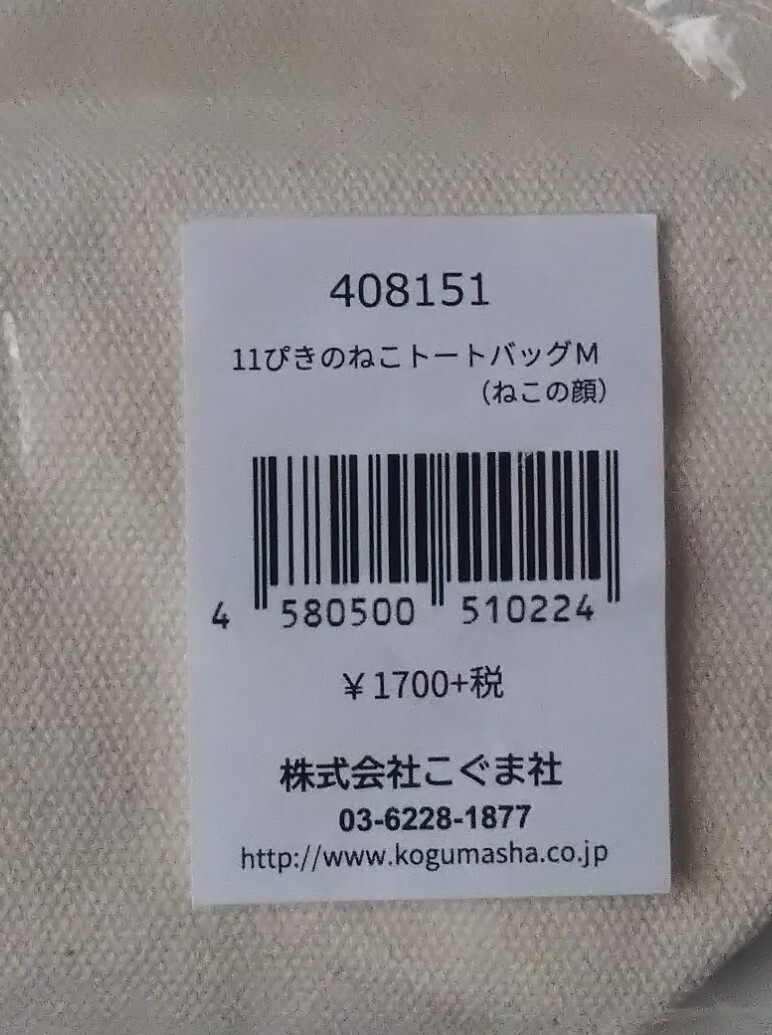 408151
11ぴきのねこトートバッグM
（ねこの顔）
4 580500 510224
￥1700+税
株式会社こぐま社
03-6228-1877
http://www.kogumasha.co.jp